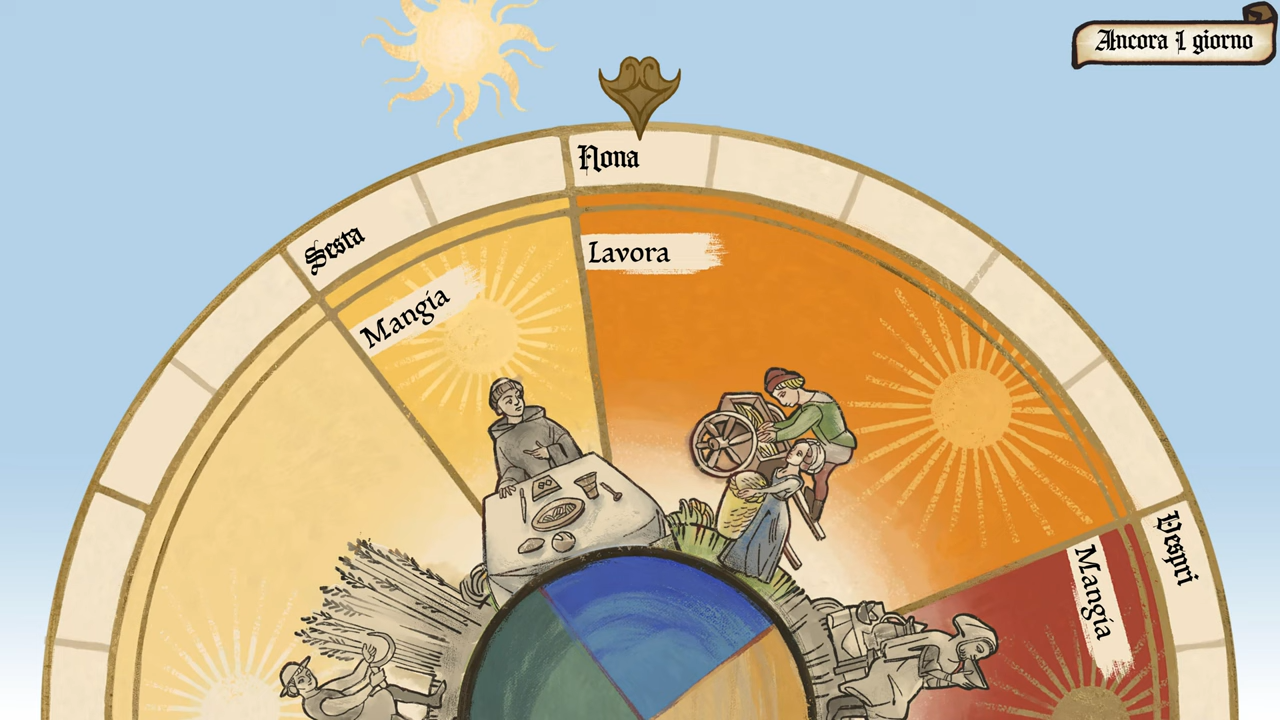 Ancora 1 giorno
Nona
Sesta
Lavora
Mangia
Vespri
Mangia